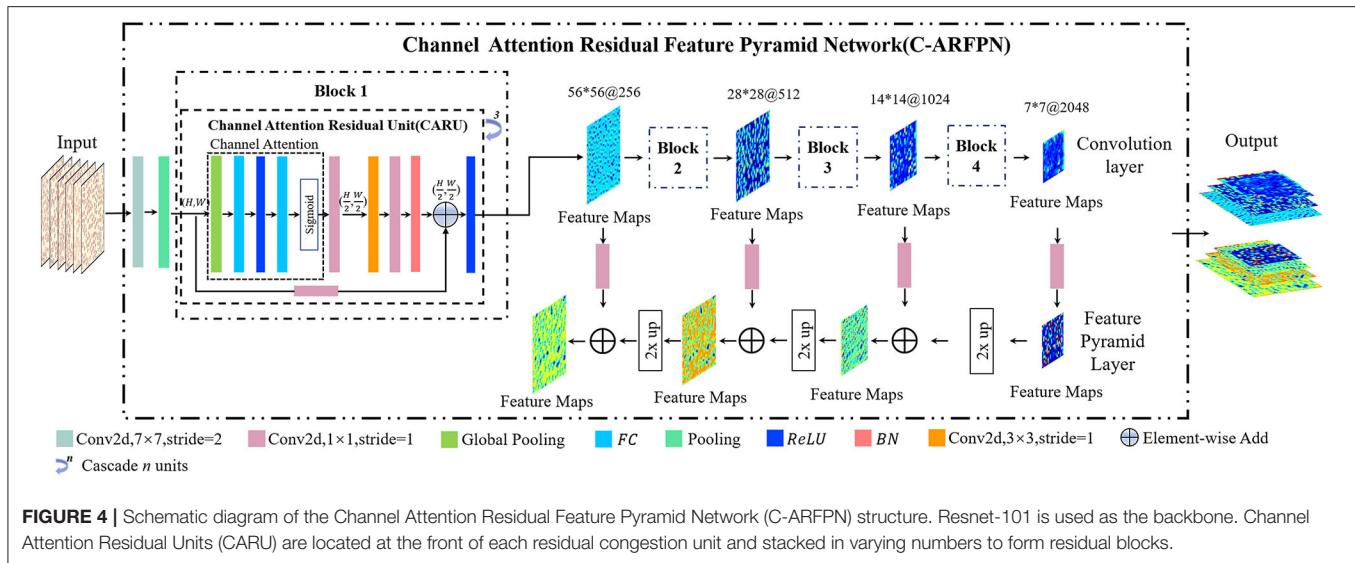 Channel Attention Residual Feature Pyramid Network(C-ARFPN)
Block 1
Channel Attention Residual Unit(CARU)
3
Channel Attention
Input
(H,W
Sigmoid
(H/2,W/2)
(H/2,W/2)
56*56@256
28*28@512
14*14@1024
7*7@2048
Block 2
Block 3
Block 4
Convolution layer
Output
Feature Maps
Feature Maps
Feature Maps
Feature Maps
2x up
2x up
2x up
Feature Pyramid Layer
Feature Maps
Feature Maps
Feature Maps
Feature Maps
Conv2d,7×7,stride=2
Conv2d,1×1,stride=1
Global Pooling
FC
Pooling
ReLU
BN
Conv2d,3×3,stride=1
Element-wise Add
n
Cascade n units
FIGURE 4 | Schematic diagram of the Channel Attention Residual Feature Pyramid Network (C-ARFPN) structure. Resnet-101 is used as the backbone. Channel
Attention Residual Units (CARU) are located at the front of each residual congestion unit and stacked in varying numbers to form residual blocks.